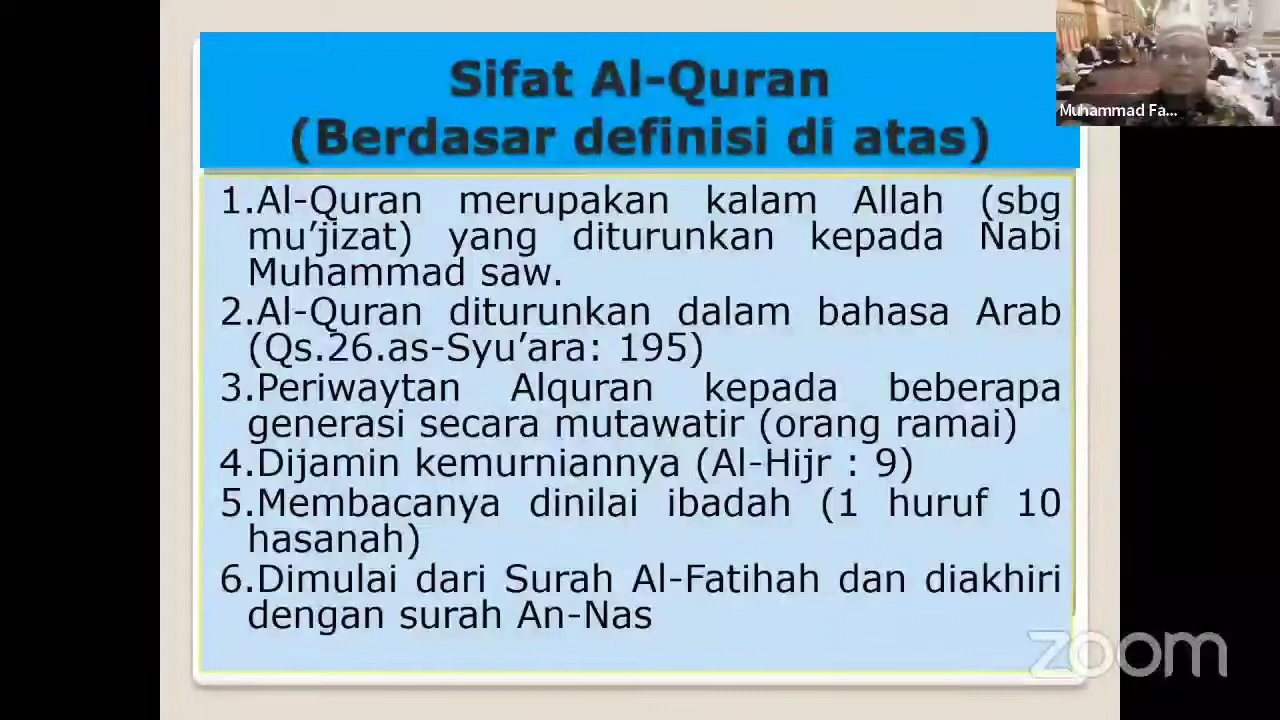 Sifat Al-Quran
(Berdasar definisi di atas)
Muhammad Fa...
1.Al-Quran merupakan kalam Allah (sbg
mu’jizat) yang diturunkan kepada Nabi
Muhammad saw.
2.Al-Quran diturunkan dalam bahasa Arab
(Qs.26.as-Syu’ara: 195)
3.Periwaytan Alquran kepada beberapa
generasi secara mutawatir (orang ramai)
4.Dijamin kemurniannya (Al-Hijr : 9)
5.Membacanya dinilai ibadah (1 huruf 10
hasanah)
6.Dimulai dari Surah Al-Fatihah dan diakhiri
dengan surah An-Nas
zoom